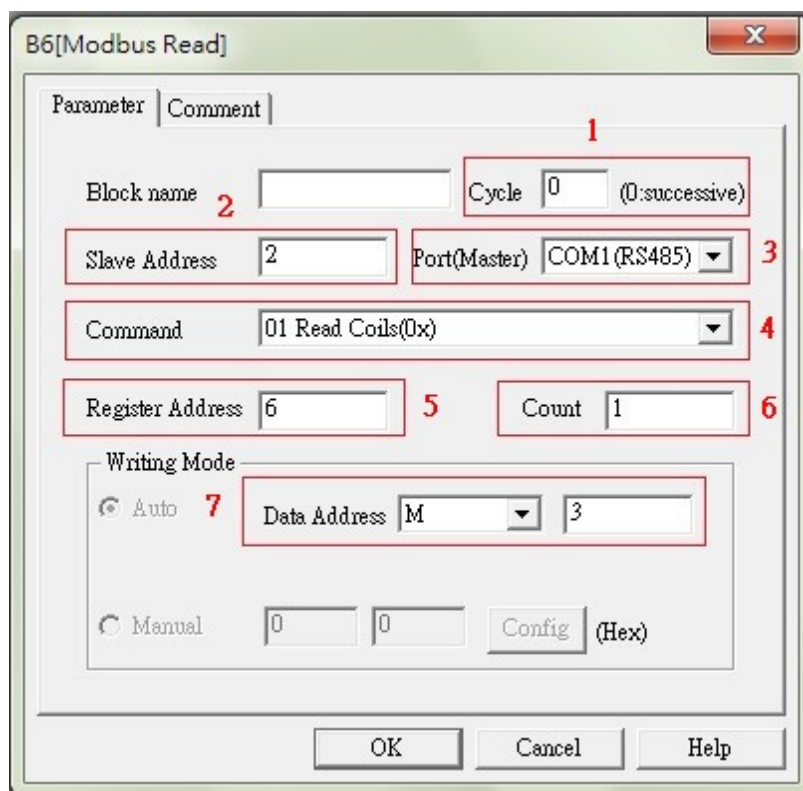 B6[Modbus Read]
Parameter Comment
1
Block name Cycle 0 (0:successive)
2
Slave Address 2 Port(Master) COM1(RS485) 3
Command 01 Read Coils(0x) 4
Register Address 6 5 Count 1 6
Writing Mode
Auto 7 Data Address M 3
Manual 0 0 Config (Hex)
OK Cancel Help